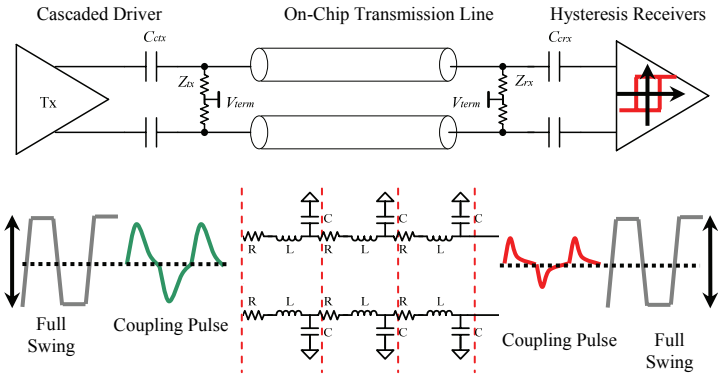 Cascaded Driver
On-Chip Transmission Line
Hysteresis Receivers
Cctx
Ccrx
Tx
Ztx
Vterm
Zrx
Vterm
C
C
C
R
L
R
L
R
L
R
L
R
L
R
L
C
C
C
Full
Swing
Coupling Pulse
Coupling Pulse
Full
Swing